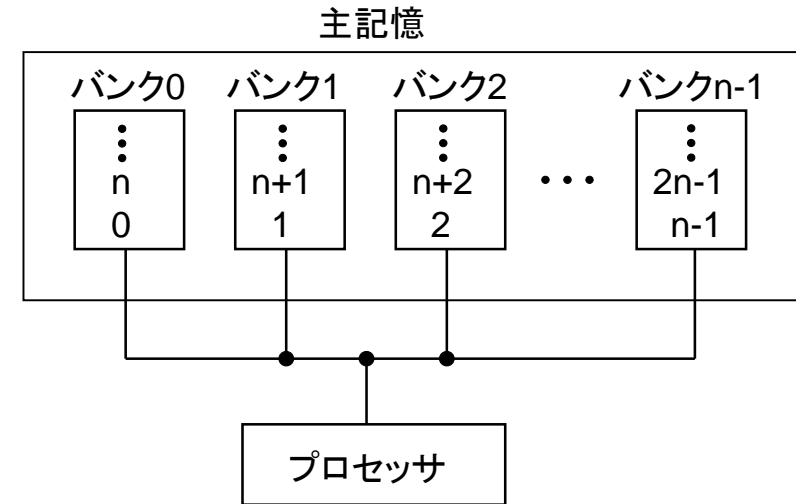 主記憶
バンク0 バンク1 バンク2 バンクn-1
⋮ ⋮ ⋮ ⋮
n n+1 n+2 … 2n-1
0 1 2 n-1
プロセッサ